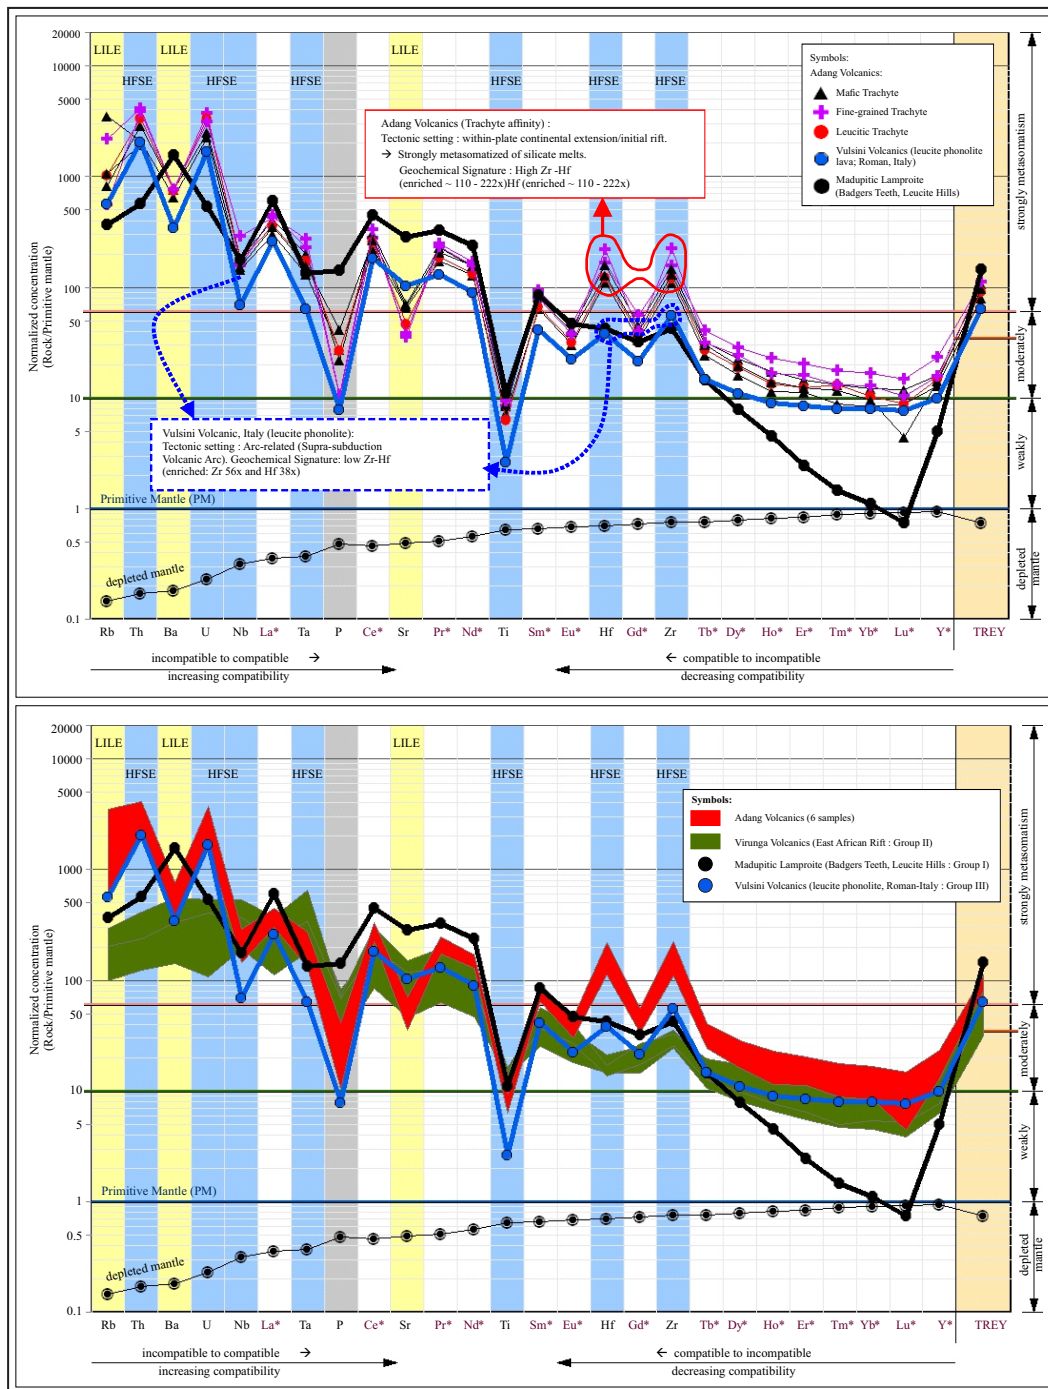 20000
10000
5000
1000
500
100
50
10
5
1
0.5
0.1
Normalized concentration
(Rock/Primitive mantle)
LILE
HFSE
LILE
HFSE
HFSE
LILE
HFSE
HFSE
HFSE
Symbols:
Adang Volcanics:
Mafic Trachyte
Fine-grained Trachyte
Leucitic Trachyte
Vulsini Volcanics (leucite phonolite
lava; Roman, Italy)
Madupitic Lamproite
(Badgers Teeth, Leucite Hills)
Adang Volcanics (Trachyte affinity) :
Tectonic setting : within-plate continental extension/initial rift.
→ Strongly metasomatized of silicate melts.
Geochemical Signature : High Zr -Hf
(enriched ~ 110 - 222x)Hf (enriched ~ 110 - 222x)
Vulsini Volcanic, Italy (leucite phonolite):
Tectonic setting : Arc-related (Supra-subduction
Volcanic Arc). Geochemical Signature: low Zr-Hf
(enriched: Zr 56x and Hf 38x)
Primitive Mantle (PM)
depleted mantle
strongly metasomatism
moderately
weakly
depleted
mantle
Rb Th Ba U Nb La* Ta P Ce* Sr Pr* Nd* Ti Sm* Eu* Hf Gd* Zr Tb* Dy* Ho* Er* Tm* Yb* Lu* Y* TREY
incompatible to compatible →
increasing compatibility
← compatible to incompatible
decreasing compatibility
20000
10000
5000
1000
500
100
50
10
5
1
0.5
0.1
Normalized concentration
(Rock/Primitive mantle)
LILE
HFSE
LILE
HFSE
HFSE
LILE
HFSE
HFSE
HFSE
Symbols:
Adang Volcanics (6 samples)
Virunga Volcanics (East African Rift : Group II)
Madupitic Lamproite (Badgers Teeth, Leucite Hills : Group I)
Vulsini Volcanics (leucite phonolite, Roman-Italy : Group III)
Primitive Mantle (PM)
depleted mantle
strongly metasomatism
moderately
weakly
depleted
mantle
Rb Th Ba U Nb La* Ta P Ce* Sr Pr* Nd* Ti Sm* Eu* Hf Gd* Zr Tb* Dy* Ho* Er* Tm* Yb* Lu* Y* TREY
incompatible to compatible →
increasing compatibility
← compatible to incompatible
decreasing compatibility